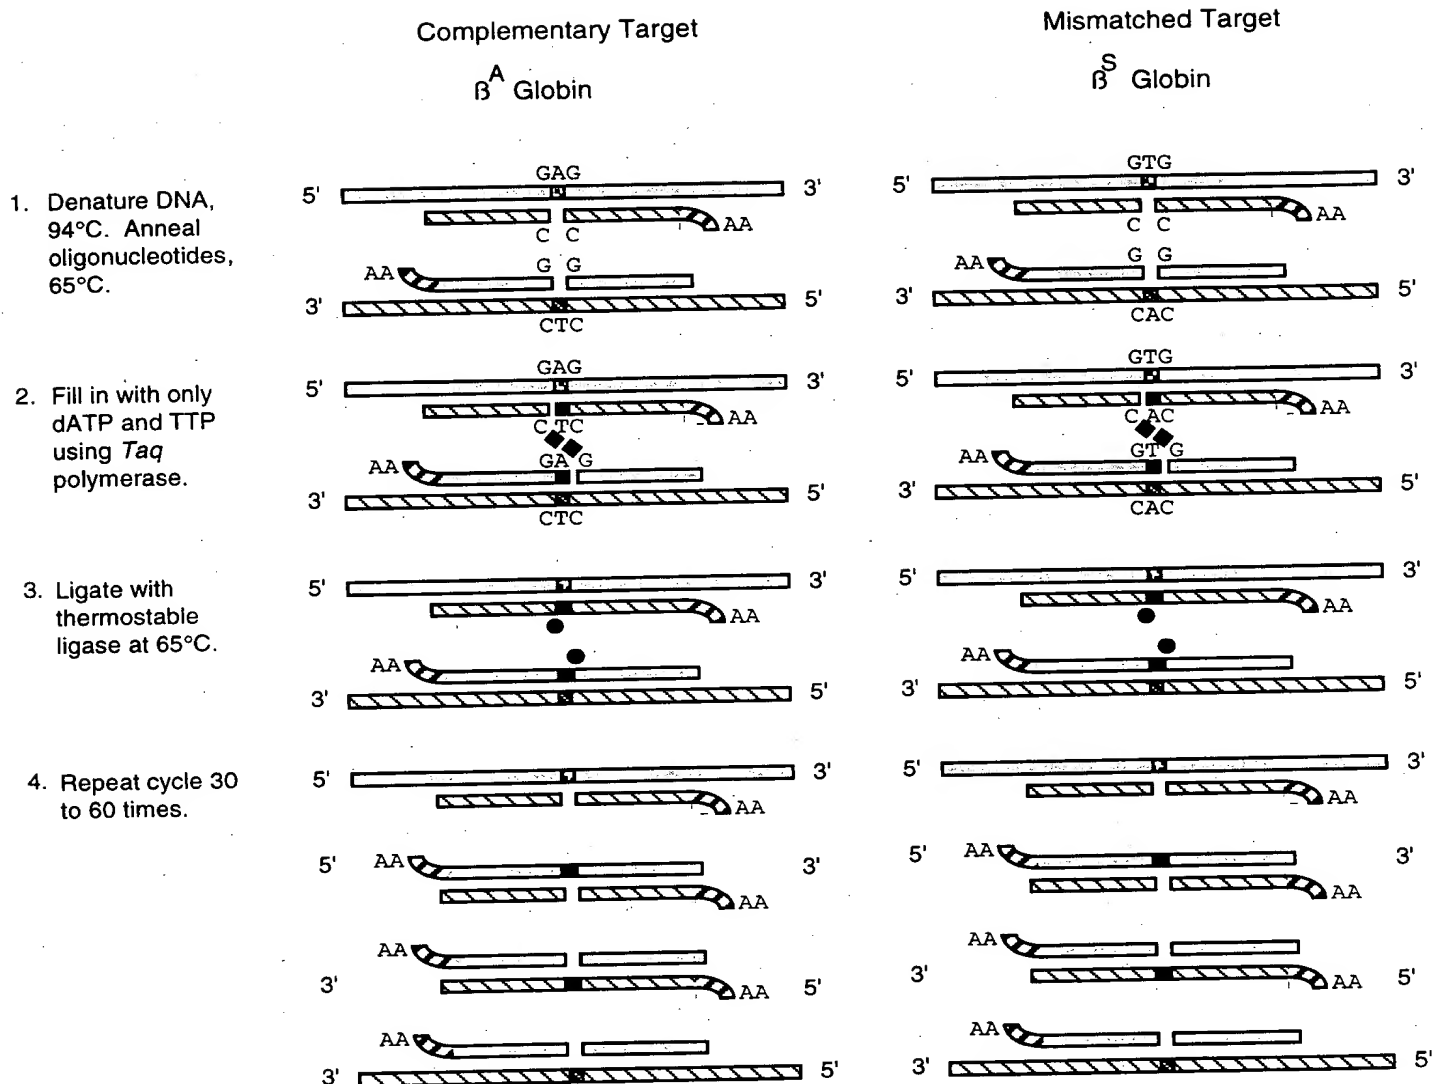 Complementary Target
Mismatched Target
ßA Globin
ßS Globin
1. Denature DNA,
94°C. Anneal
oligonucleotides,
65°C.
GAG
5' 3'
AA
C C
G G
AA
3' 5'
CTC
GTG
5' 3'
AA
C C
G G
AA
3' 5'
CAC
2. Fill in with only
dATP and TTP
using Taq
polymerase.
GAG
5' 3'
AA
C TC
GA G
AA
3' 5'
CTC
GTG
5' 3'
AA
C AC
GT G
AA
3' 5'
CAC
3. Ligate with
thermostable
ligase at 65°C.
5' 3'
AA
AA
3' 5'
5' 3'
AA
AA
3' 5'
4. Repeat cycle 30
to 60 times.
5' 3'
AA
5' AA 3'
AA
AA
3' AA 5'
AA
3' 5'
5' 3'
AA
5' AA 3'
AA
AA
3' AA 5'
AA
3' 5'